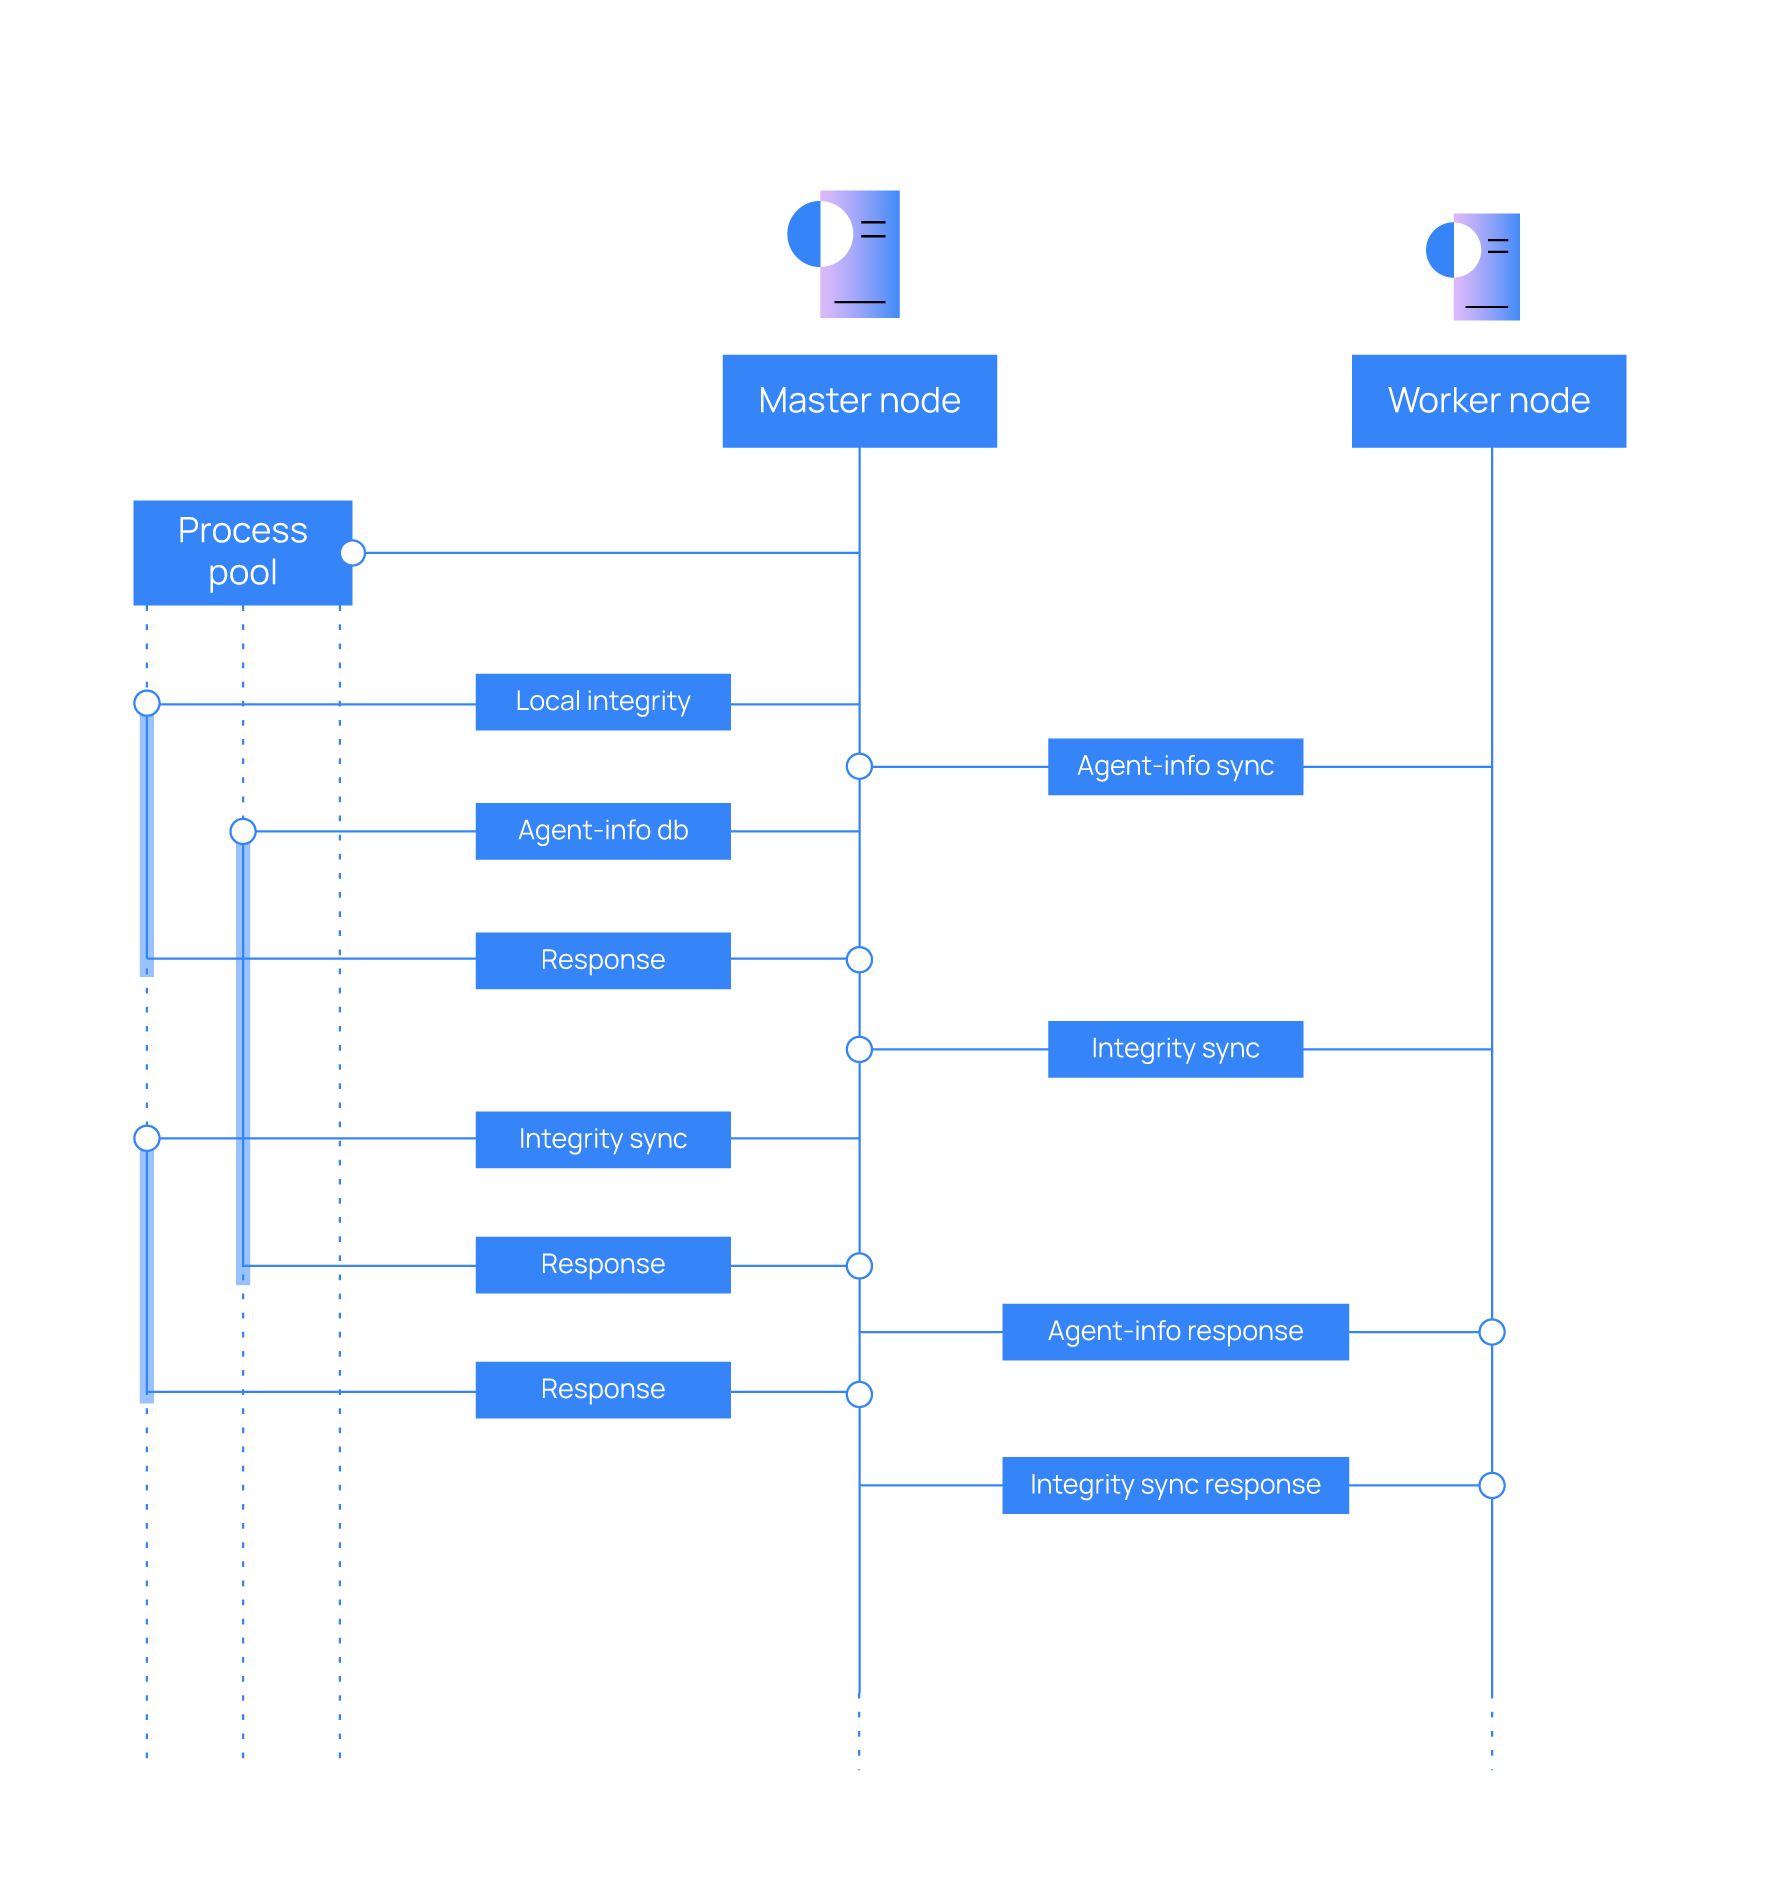 Master node
Worker node
Process
pool
Local integrity
Agent-info sync
Agent-info db
Response
Integrity sync
Integrity sync
Response
Agent-info response
Response
Integrity sync response